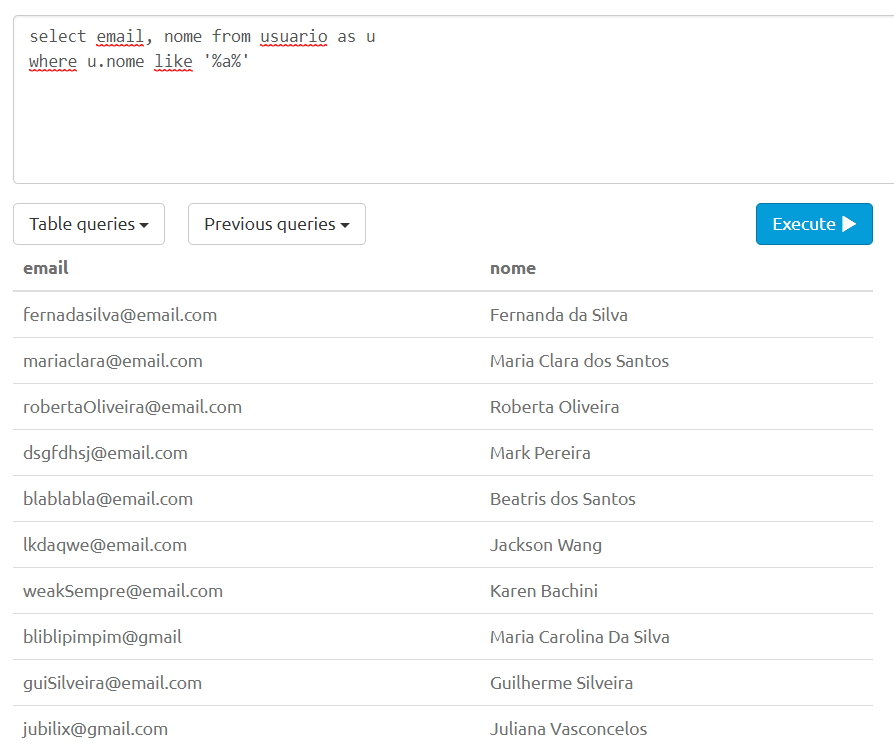 select email, nome from usuario as u
where u.nome like '%a%'
Table queries Previous queries Execute
email nome
fernadasilva@email.com Fernanda da Silva
mariaclara@email.com Maria Clara dos Santos
robertaOliveira@email.com Roberta Oliveira
dsgfdhsj@email.com Mark Pereira
blablabla@email.com Beatris dos Santos
lkdaqwe@email.com Jackson Wang
weakSempre@email.com Karen Bachini
bliblipimpim@gmail Maria Carolina Da Silva
guiSilveira@email.com Guilherme Silveira
jubilix@gmail.com Juliana Vasconcelos